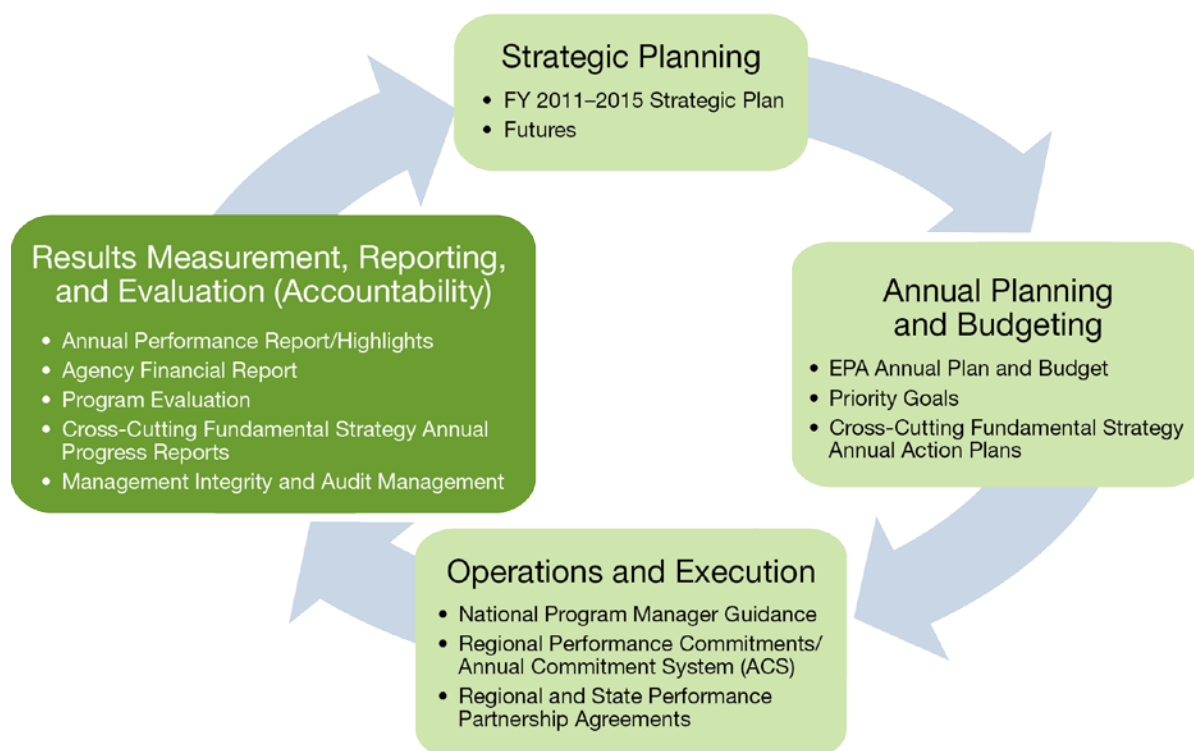 Strategic Planning
• FY 2011–2015 Strategic Plan
• Futures
Annual Planning
and Budgeting
• EPA Annual Plan and Budget
• Priority Goals
• Cross-Cutting Fundamental Strategy
Annual Action Plans
Operations and Execution
• National Program Manager Guidance
• Regional Performance Commitments/
Annual Commitment System (ACS)
• Regional and State Performance
Partnership Agreements
Results Measurement, Reporting,
and Evaluation (Accountability)
• Annual Performance Report/Highlights
• Agency Financial Report
• Program Evaluation
• Cross-Cutting Fundamental Strategy Annual
Progress Reports
• Management Integrity and Audit Management